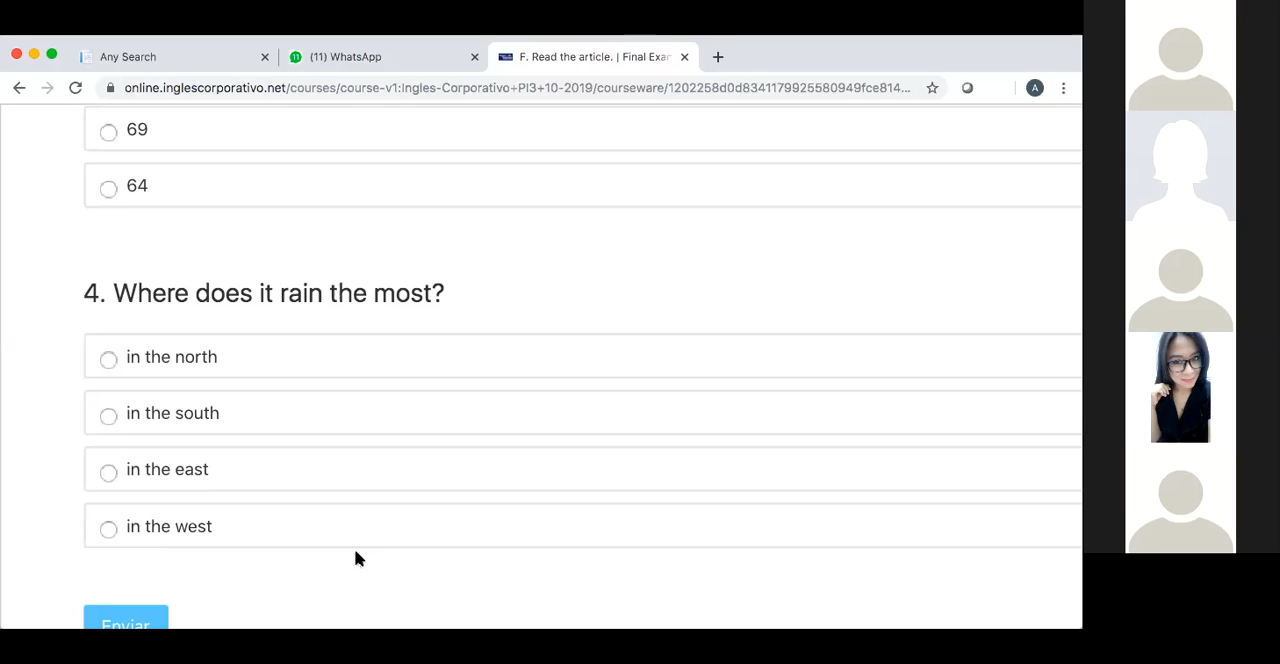 Any Search
(11) WhatsApp
F. Read the article. | Final Exar
online.inglescorporativo.net/courses/course-v1:Ingles-Corporativo+PI3+10-2019/courseware/1202258d0d8341179925580949fce814...
A
69
64
4. Where does it rain the most?
in the north
in the south
in the east
in the west
Enviar